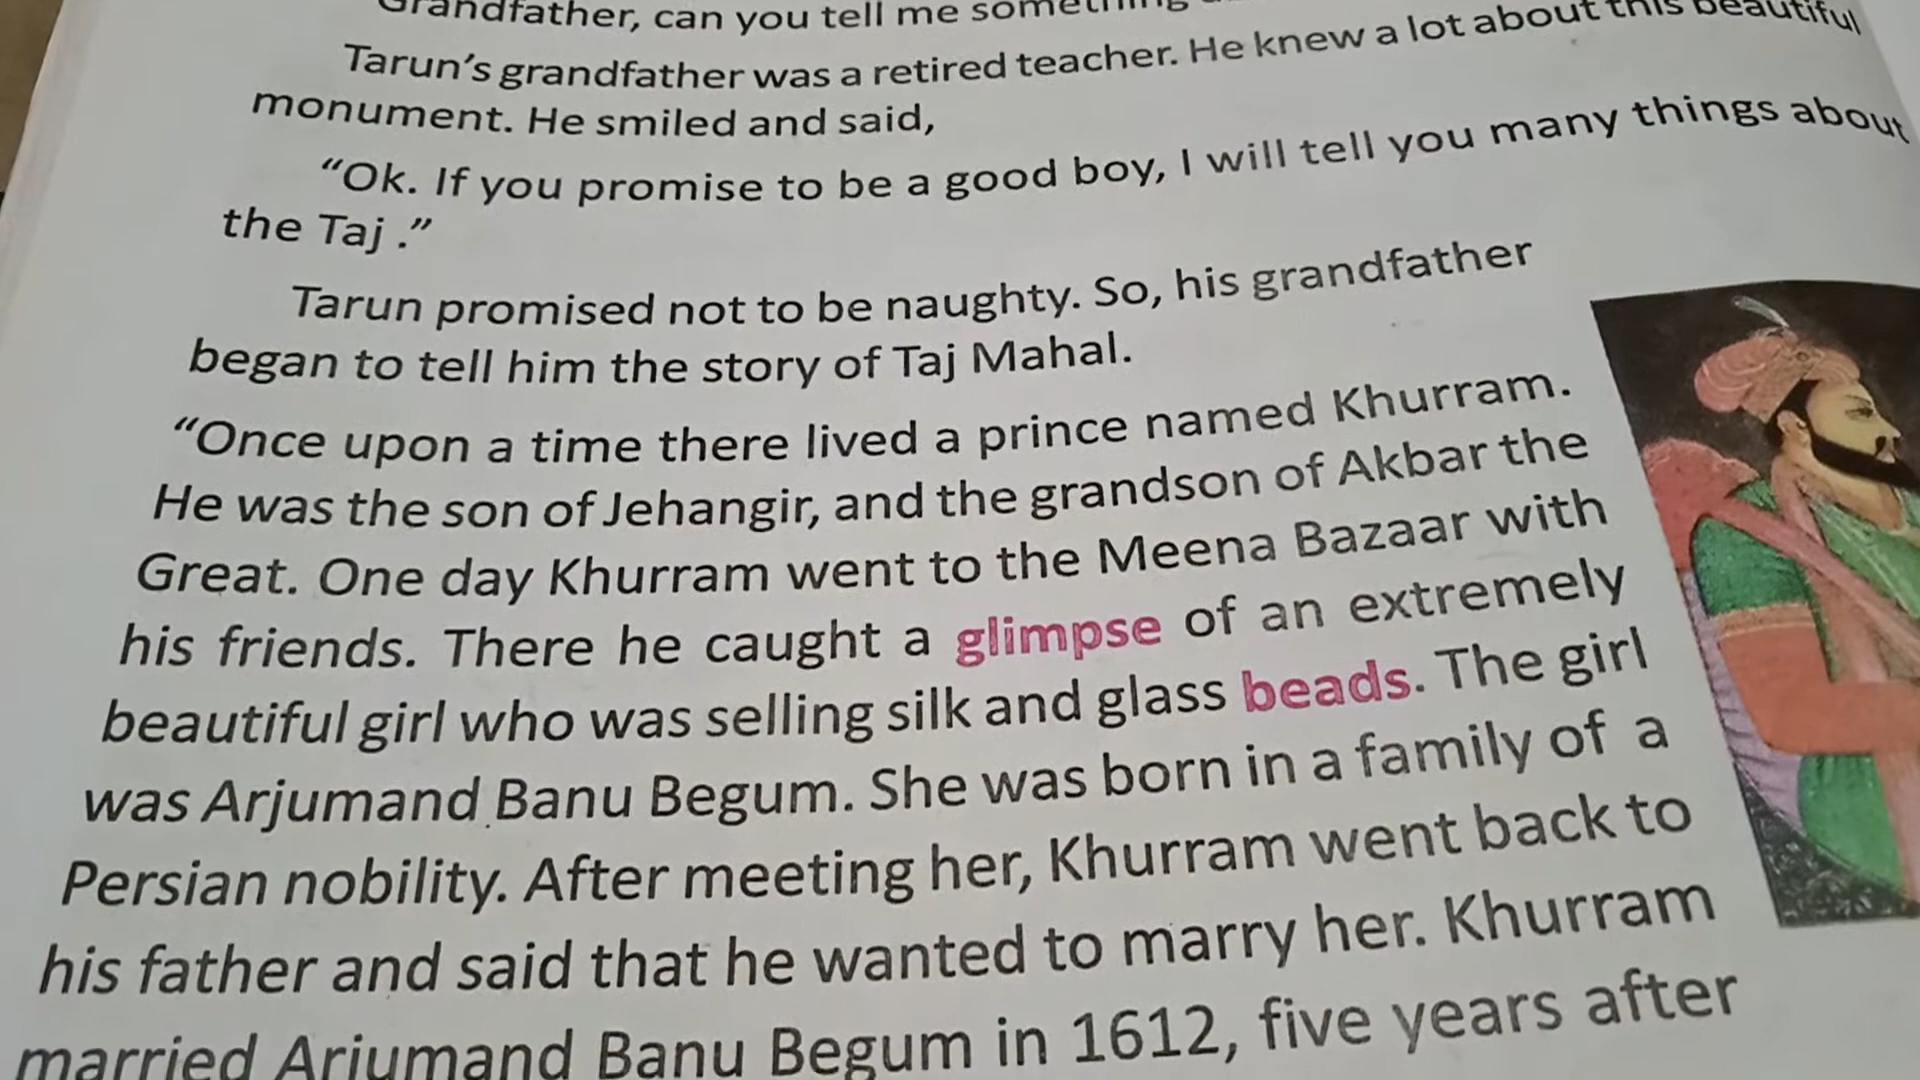 Grandfather, can you tell me something
Tarun's grandfather was a retired teacher. He knew a lot about this beautiful
monument. He smiled and said,
“Ok. If you promise to be a good boy, I will tell you many things about
the Taj .”
Tarun promised not to be naughty. So, his grandfather
began to tell him the story of Taj Mahal.
“Once upon a time there lived a prince named Khurram.
He was the son of Jehangir, and the grandson of Akbar the
Great. One day Khurram went to the Meena Bazaar with
his friends. There he caught a glimpse of an extremely
beautiful girl who was selling silk and glass beads. The girl
was Arjumand Banu Begum. She was born in a family of a
Persian nobility. After meeting her, Khurram went back to
his father and said that he wanted to marry her. Khurram
married Arjumand Banu Begum in 1612, five years after